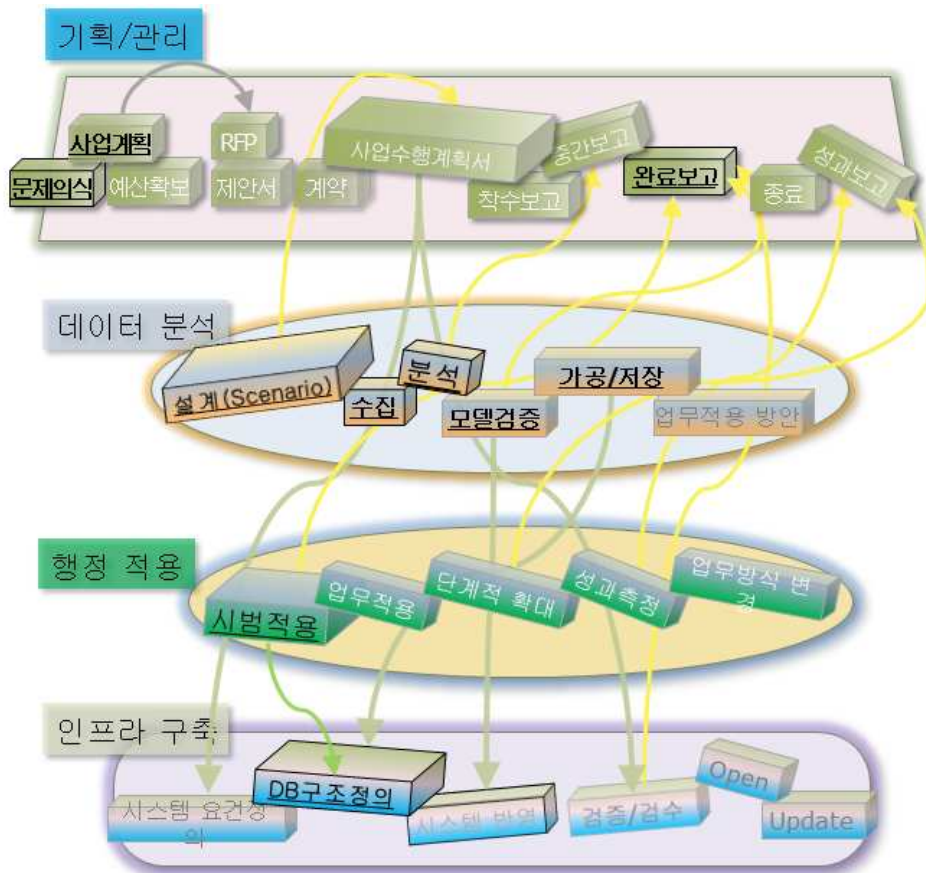 기획/관리
사업계획
RFP
사업수행계획서
중간보고
완료보고
성과보고
문제의식
예산확보
제안서
계약
착수보고
종료
데이터 분석
설계(Scenario)
수집
분석
모델검증
가공/저장
업무적용 방안
행정 적용
시범적용
업무적용
단계적 확대
성과측정
업무방식 변
경
인프라 구축
시스템 요건정
의
DB구조정의
시스템 반영
검증/검수
Open
Update